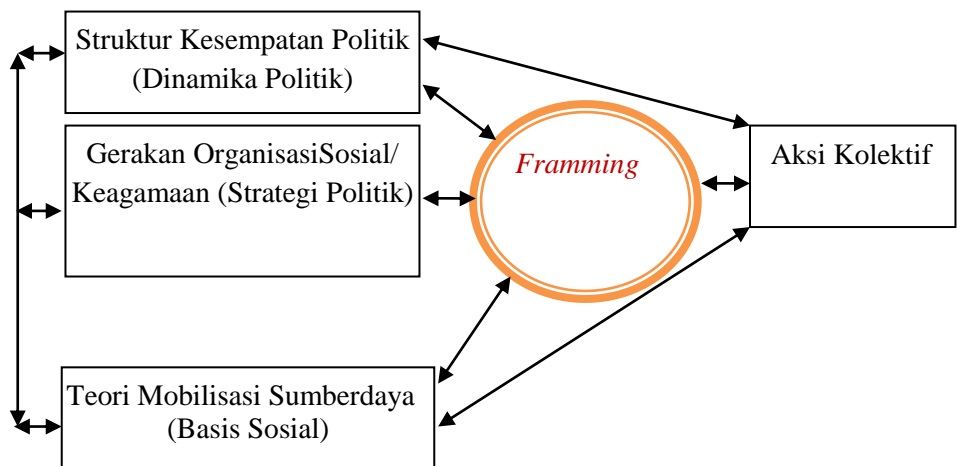 Struktur Kesempatan Politik
(Dinamika Politik)
Gerakan OrganisasiSosial/
Keagamaan (Strategi Politik)
Framming
Aksi Kolektif
Teori Mobilisasi Sumberdaya
(Basis Sosial)